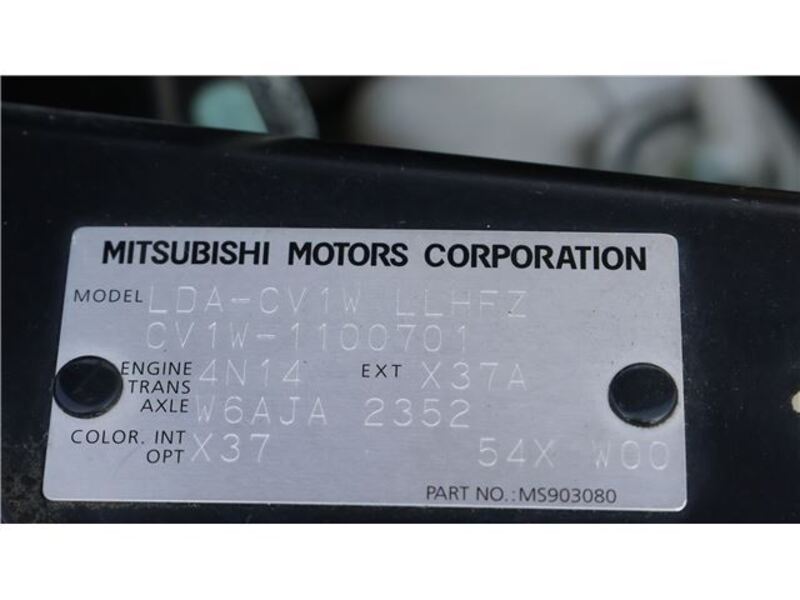 MITSUBISHI MOTORS CORPORATION
MODEL LDA-CV1W LLHFZ
CV1W-1100701
ENGINE 4N14 EXT X37A
TRANS
AXLE W6AJA 2352
COLOR. INT X37 54X W00
OPT
PART NO.:MS903080